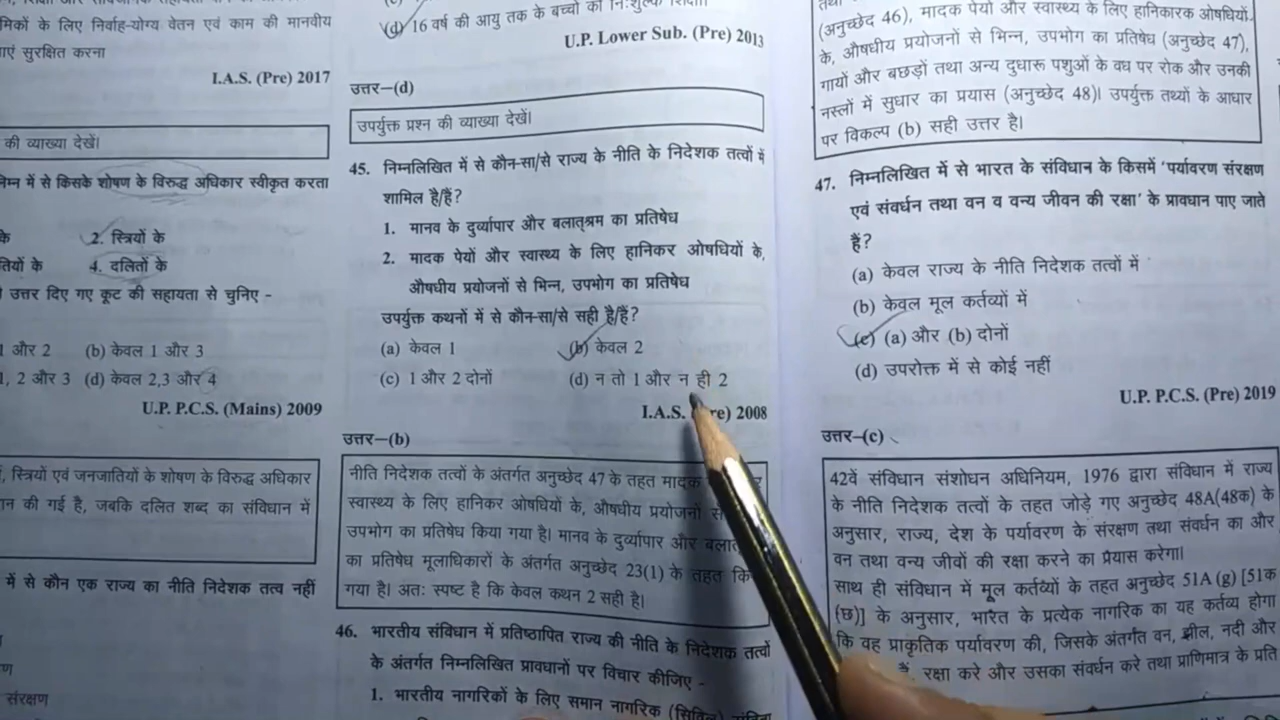 मिकों के लिए निर्वाह-योग्य वेतन एवं काम की मानवीय
एं सुरक्षित करना
I.A.S. (Pre) 2017
की व्याख्या देखें।
निम्न में से किसके शोषण के विरुद्ध अधिकार स्वीकृत करता
के 2. स्त्रियों के
तियों के 4. दलितों के
उत्तर दिए गए कूट की सहायता से चुनिए -
1 और 2 (b) केवल 1 और 3
1, 2 और 3 (d) केवल 2,3 और 4
U.P. P.C.S. (Mains) 2009
, स्त्रियों एवं जनजातियों के शोषण के विरुद्ध अधिकार
ान की गई है, जबकि दलित शब्द का संविधान में
में से कौन एक राज्य का नीति निदेशक तत्व नहीं
संरक्षण
(d) 16 वर्ष की आयु तक के बच्चों को निःशुल्क शिक्षा
U.P. Lower Sub. (Pre) 2013
उत्तर—(d)
उपर्युक्त प्रश्न की व्याख्या देखें।
45. निम्नलिखित में से कौन-सा/से राज्य के नीति के निदेशक तत्वों में
शामिल है/हैं?
1. मानव के दुर्व्यापार और बलात्श्रम का प्रतिषेध
2. मादक पेयों और स्वास्थ्य के लिए हानिकर ओषधियों के,
औषधीय प्रयोजनों से भिन्न, उपभोग का प्रतिषेध
उपर्युक्त कथनों में से कौन-सा/से सही है/हैं?
(a) केवल 1 (b) केवल 2
(c) 1 और 2 दोनों (d) न तो 1 और न ही 2
I.A.S. (Pre) 2008
उत्तर—(b)
नीति निदेशक तत्वों के अंतर्गत अनुच्छेद 47 के तहत मादक
स्वास्थ्य के लिए हानिकर ओषधियों के, औषधीय प्रयोजनों
उपभोग का प्रतिषेध किया गया है। मानव के दुर्व्यापार और
का प्रतिषेध मूलाधिकारों के अंतर्गत अनुच्छेद 23(1) के तहत
गया है। अतः स्पष्ट है कि केवल कथन 2 सही है।
46. भारतीय संविधान में प्रतिष्ठापित राज्य की नीति के निदेशक तत्वों
के अंतर्गत निम्नलिखित प्रावधानों पर विचार कीजिए -
1. भारतीय नागरिकों के लिए समान नागरिक (सिविल) संहिता
(अनुच्छेद 46), मादक पेयों और स्वास्थ्य के लिए हानिकारक ओषधियों
के, औषधीय प्रयोजनों से भिन्न, उपभोग का प्रतिषेध (अनुच्छेद 47),
गायों और बछड़ों तथा अन्य दुधारू पशुओं के वध पर रोक और उनकी
नस्लों में सुधार का प्रयास (अनुच्छेद 48)। उपर्युक्त तथ्यों के आधार
पर विकल्प (b) सही उत्तर है।
47. निम्नलिखित में से भारत के संविधान के किसमें 'पर्यावरण संरक्षण
एवं संवर्धन तथा वन व वन्य जीवन की रक्षा' के प्रावधान पाए जाते
हैं?
(a) केवल राज्य के नीति निदेशक तत्वों में
(b) केवल मूल कर्तव्यों में
(c) (a) और (b) दोनों
(d) उपरोक्त में से कोई नहीं
U.P. P.C.S. (Pre) 2019
उत्तर—(c)
42वें संविधान संशोधन अधिनियम, 1976 द्वारा संविधान में राज्य
के नीति निदेशक तत्वों के तहत जोड़े गए अनुच्छेद 48A(48क) के
अनुसार, राज्य, देश के पर्यावरण के संरक्षण तथा संवर्धन का और
वन तथा वन्य जीवों की रक्षा करने का प्रयास करेगा।
साथ ही संविधान में मूल कर्तव्यों के तहत अनुच्छेद 51A (g) [51क
(छ)] के अनुसार, भारत के प्रत्येक नागरिक का यह कर्तव्य होगा
कि वह प्राकृतिक पर्यावरण की, जिसके अंतर्गत वन, झील, नदी और
रक्षा करे और उसका संवर्धन करे तथा प्राणिमात्र के प्रति